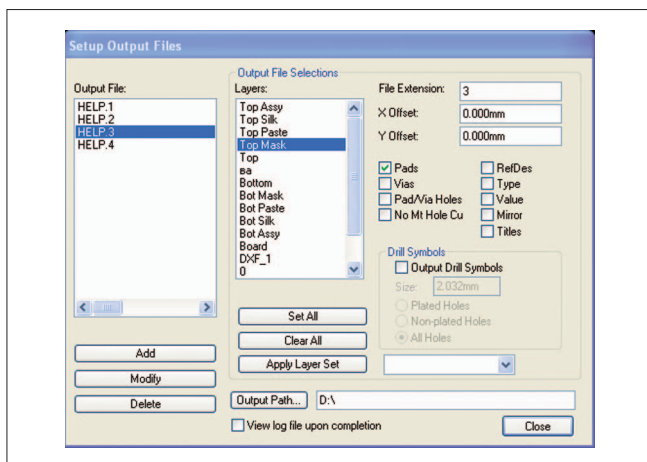 Setup Output Files
Output File:
HELP.1
HELP.2
HELP.3
HELP.4
Add
Modify
Delete
Output File Selections
Layers:
Top Assy
Top Silk
Top Paste
Top Mask
Top
ва
Bottom
Bot Mask
Bot Paste
Bot Silk
Bot Assy
Board
DXF_1
0
Set All
Clear All
Apply Layer Set
File Extension: 3
X Offset: 0.000mm
Y Offset: 0.000mm
Pads RefDes
Vias Type
Pad/Via Holes Value
No Mt Hole Cu Mirror
Titles
Drill Symbols
Output Drill Symbols
Size: 2.032mm
Plated Holes
Non-plated Holes
All Holes
Output Path... D:\
View log file upon completion
Close